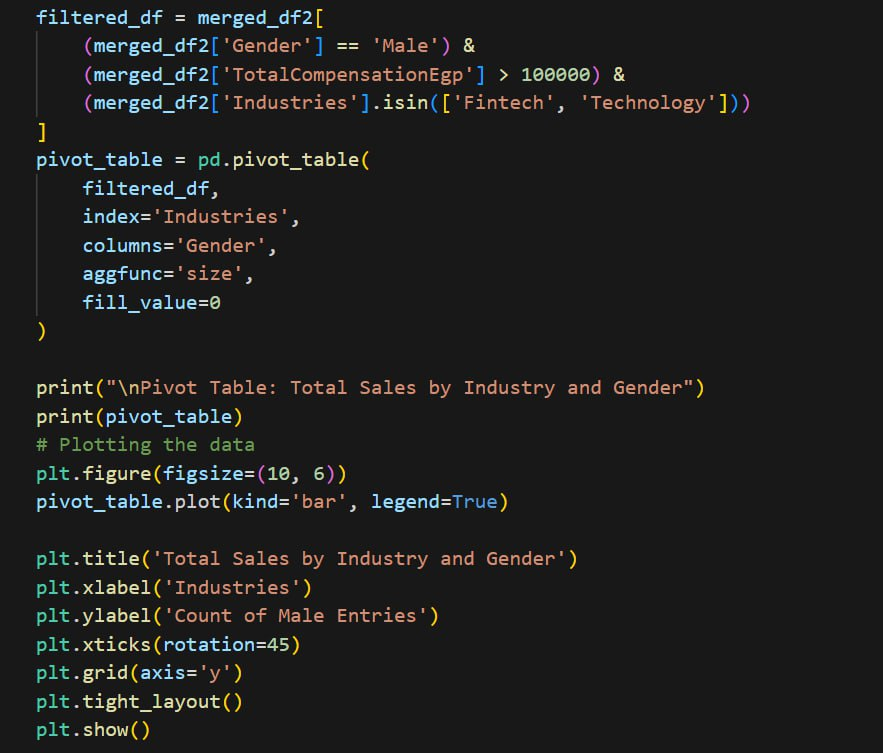 filtered_df = merged_df2[
    (merged_df2['Gender'] == 'Male') &
    (merged_df2['TotalCompensationEgp'] > 100000) &
    (merged_df2['Industries'].isin(['Fintech', 'Technology']))
]
pivot_table = pd.pivot_table(
    filtered_df,
    index='Industries',
    columns='Gender',
    aggfunc='size',
    fill_value=0
)

print("\nPivot Table: Total Sales by Industry and Gender")
print(pivot_table)
# Plotting the data
plt.figure(figsize=(10, 6))
pivot_table.plot(kind='bar', legend=True)

plt.title('Total Sales by Industry and Gender')
plt.xlabel('Industries')
plt.ylabel('Count of Male Entries')
plt.xticks(rotation=45)
plt.grid(axis='y')
plt.tight_layout()
plt.show()